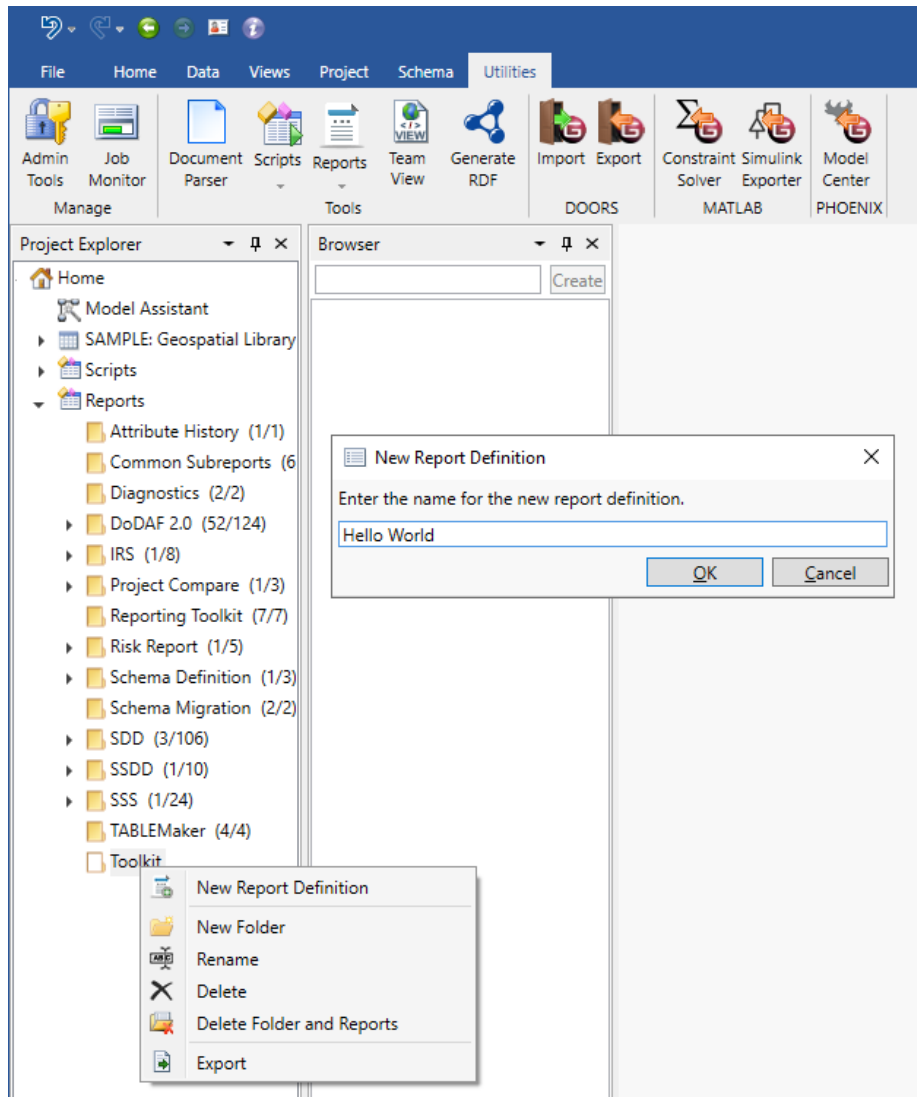 File Home Data Views Project Schema Utilities
Admin Tools
Job Monitor
Document Parser
Scripts
Reports
</> VIEW
Team View
Generate RDF
Import
Export
Constraint Solver
Simulink Exporter
Model Center
Manage Tools DOORS MATLAB PHOENIX
Project Explorer
Home
Model Assistant
SAMPLE: Geospatial Library
Scripts
Reports
Attribute History (1/1)
Common Subreports (6
Diagnostics (2/2)
DoDAF 2.0 (52/124)
IRS (1/8)
Project Compare (1/3)
Reporting Toolkit (7/7)
Risk Report (1/5)
Schema Definition (1/3)
Schema Migration (2/2)
SDD (3/106)
SSDD (1/10)
SSS (1/24)
TABLEMaker (4/4)
Toolkit
New Report Definition
New Folder
ABC
Rename
Delete
Delete Folder and Reports
Export
Browser
Create
New Report Definition
Enter the name for the new report definition.
Hello World
OK Cancel